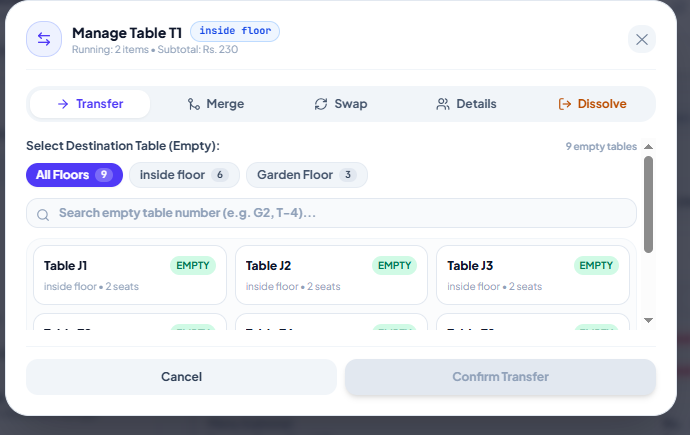 Manage Table T1 inside floor
Running: 2 items • Subtotal: Rs. 230
Transfer Merge Swap Details Dissolve
Select Destination Table (Empty): 9 empty tables
All Floors 9 inside floor 6 Garden Floor 3
Search empty table number (e.g. G2, T-4)...
Table J1 EMPTY Table J2 EMPTY Table J3 EMPTY
inside floor • 2 seats inside floor • 2 seats inside floor • 2 seats
Cancel Confirm Transfer